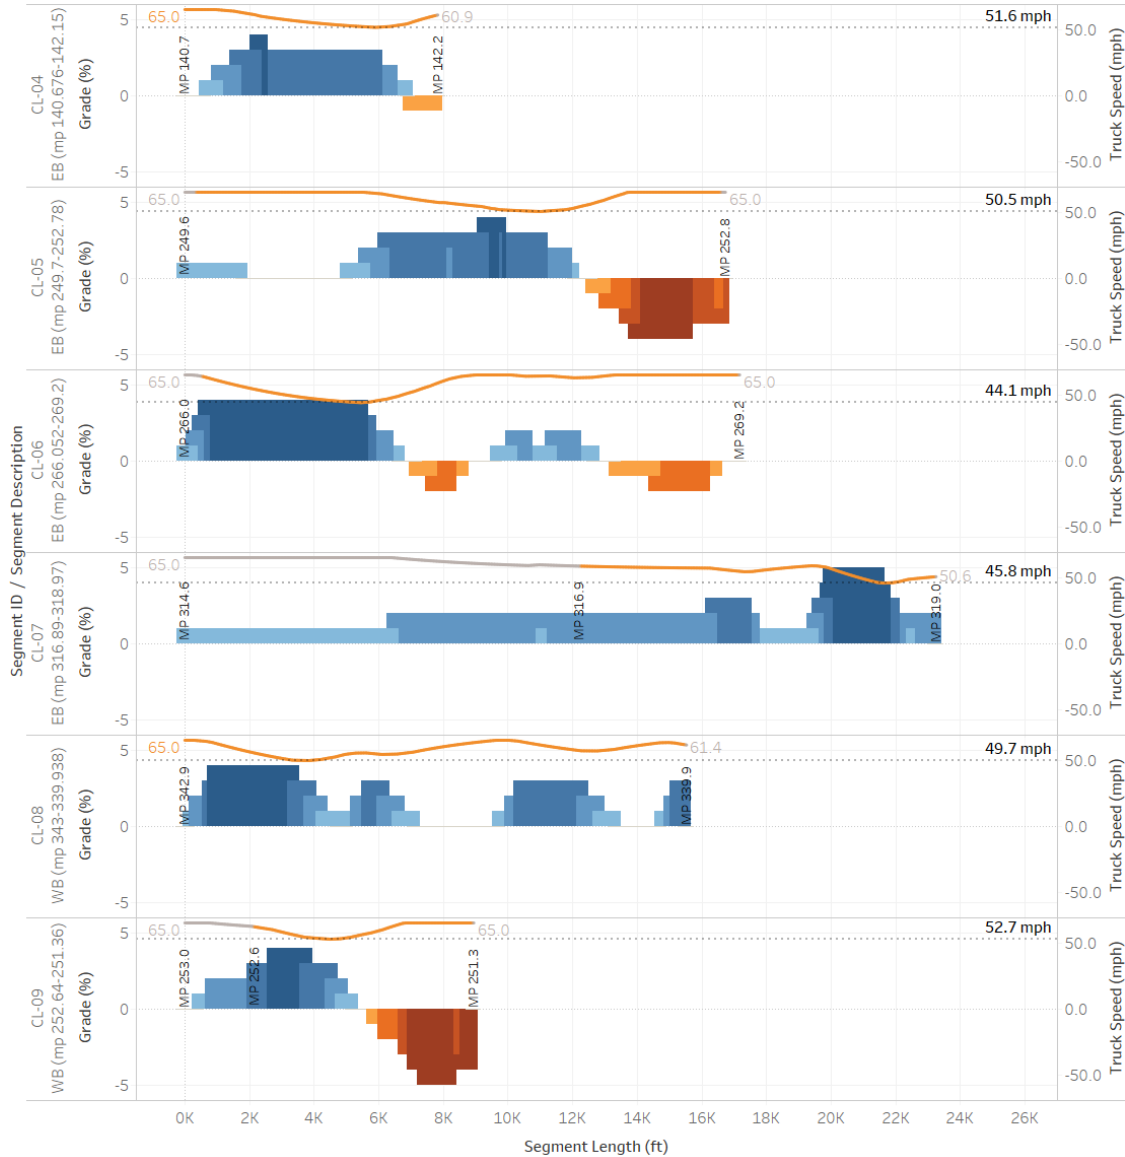 Segment ID / Segment Description
CL-04
EB (mp 140.676-142.15)
Grade (%)
5
0
-5
65.0
60.9
MP 140.7
MP 142.2
51.6 mph
50.0
0.0
-50.0
Truck Speed (mph)
CL-05
EB (mp 249.7-252.78)
Grade (%)
5
0
-5
65.0
65.0
MP 249.6
MP 252.8
50.5 mph
50.0
0.0
-50.0
Truck Speed (mph)
CL-06
EB (mp 266.052-269.2)
Grade (%)
5
0
-5
65.0
65.0
MP 266.0
MP 269.2
44.1 mph
50.0
0.0
-50.0
Truck Speed (mph)
CL-07
EB (mp 316.89-318.97)
Grade (%)
5
0
-5
65.0
50.6
MP 314.6
MP 316.9
MP 319.0
45.8 mph
50.0
0.0
-50.0
Truck Speed (mph)
CL-08
WB (mp 343-339.938)
Grade (%)
5
0
-5
65.0
61.4
MP 342.9
MP 339.9
49.7 mph
50.0
0.0
-50.0
Truck Speed (mph)
CL-09
WB (mp 252.64-251.36)
Grade (%)
5
0
-5
65.0
65.0
MP 253.0
MP 252.6
MP 251.3
52.7 mph
50.0
0.0
-50.0
Truck Speed (mph)
0K 2K 4K 6K 8K 10K 12K 14K 16K 18K 20K 22K 24K 26K
Segment Length (ft)